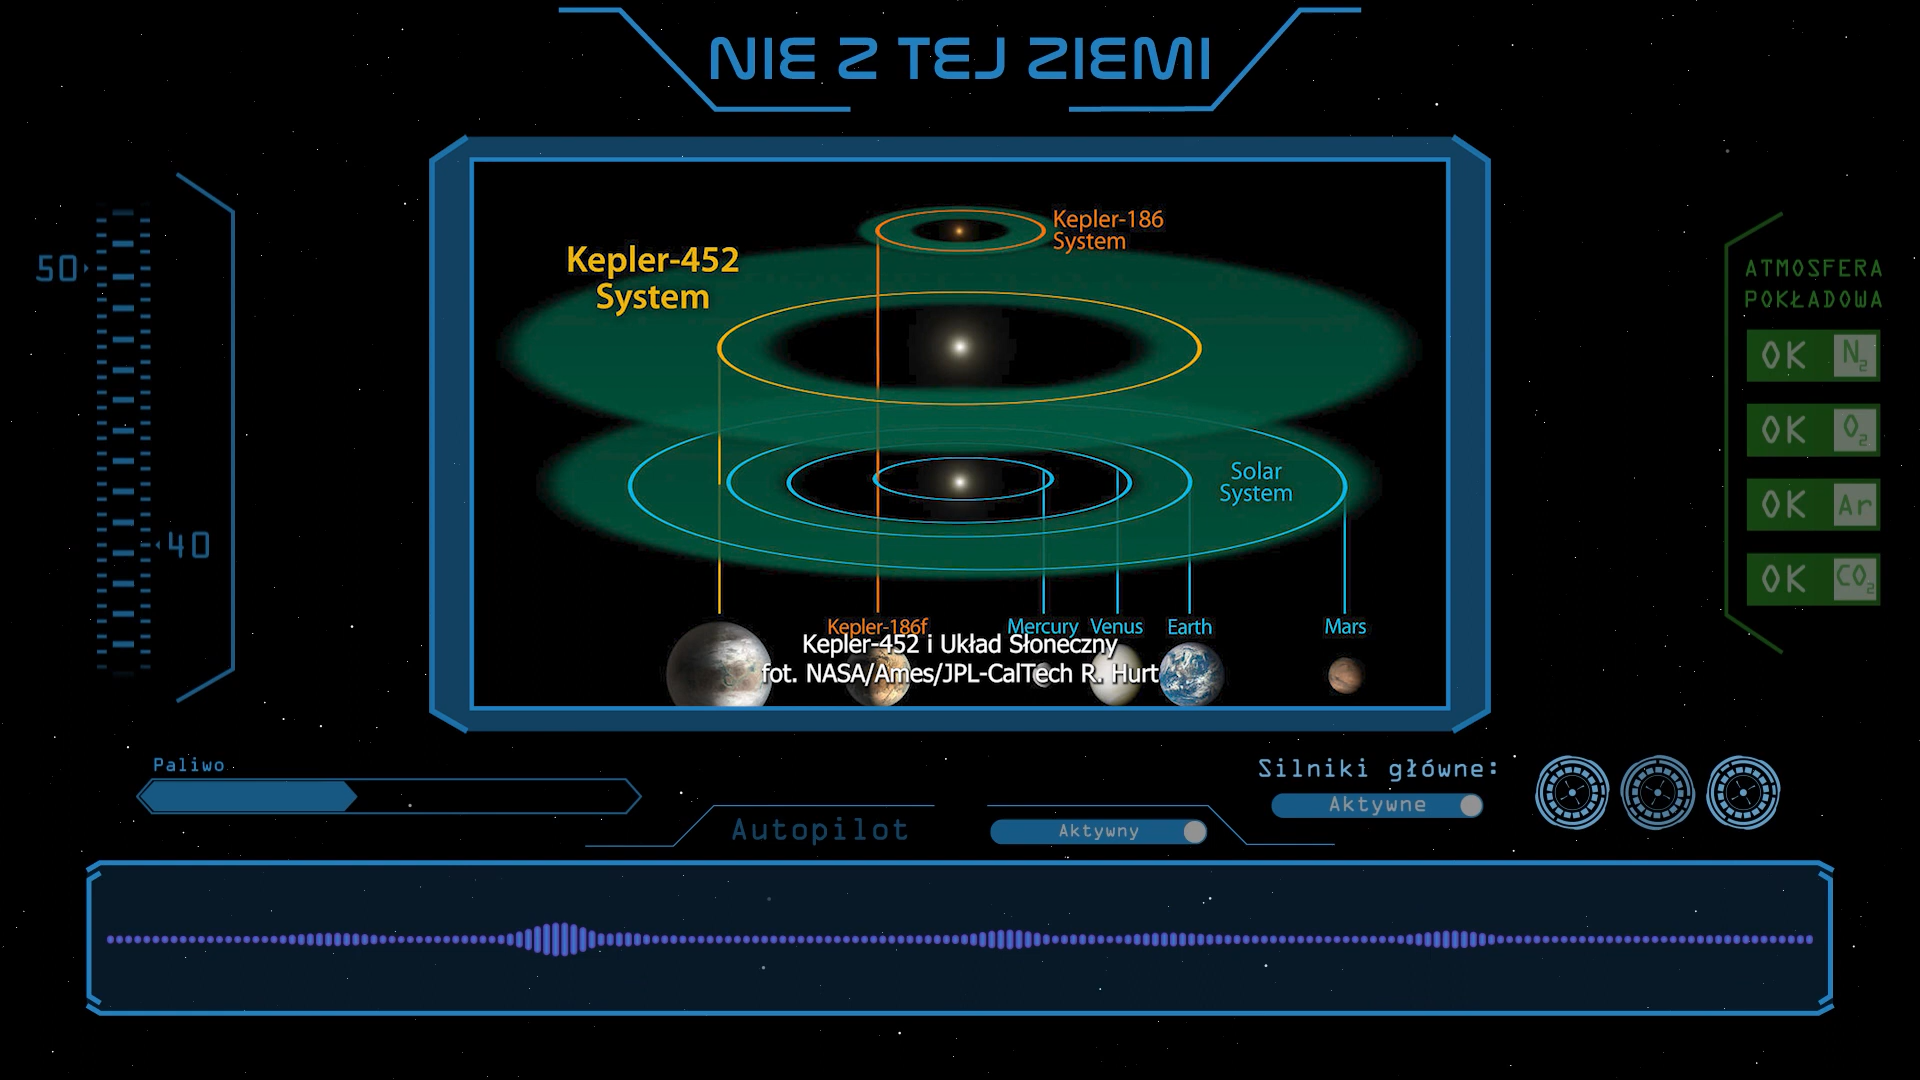 NIE Z TEJ ZIEMI
Kepler-186
System
Kepler-452
System
Solar
System
Kepler-186f
Mercury
Venus
Earth
Mars
Kepler-452 i Układ Słoneczny
fot. NASA/Ames/JPL-CalTech R. Hurt
50
40
ATMOSFERA
POKŁADOWA
OK N₂
OK O₂
OK Ar
OK CO₂
Paliwo
Silniki główne:
Aktywne
Autopilot
Aktywny